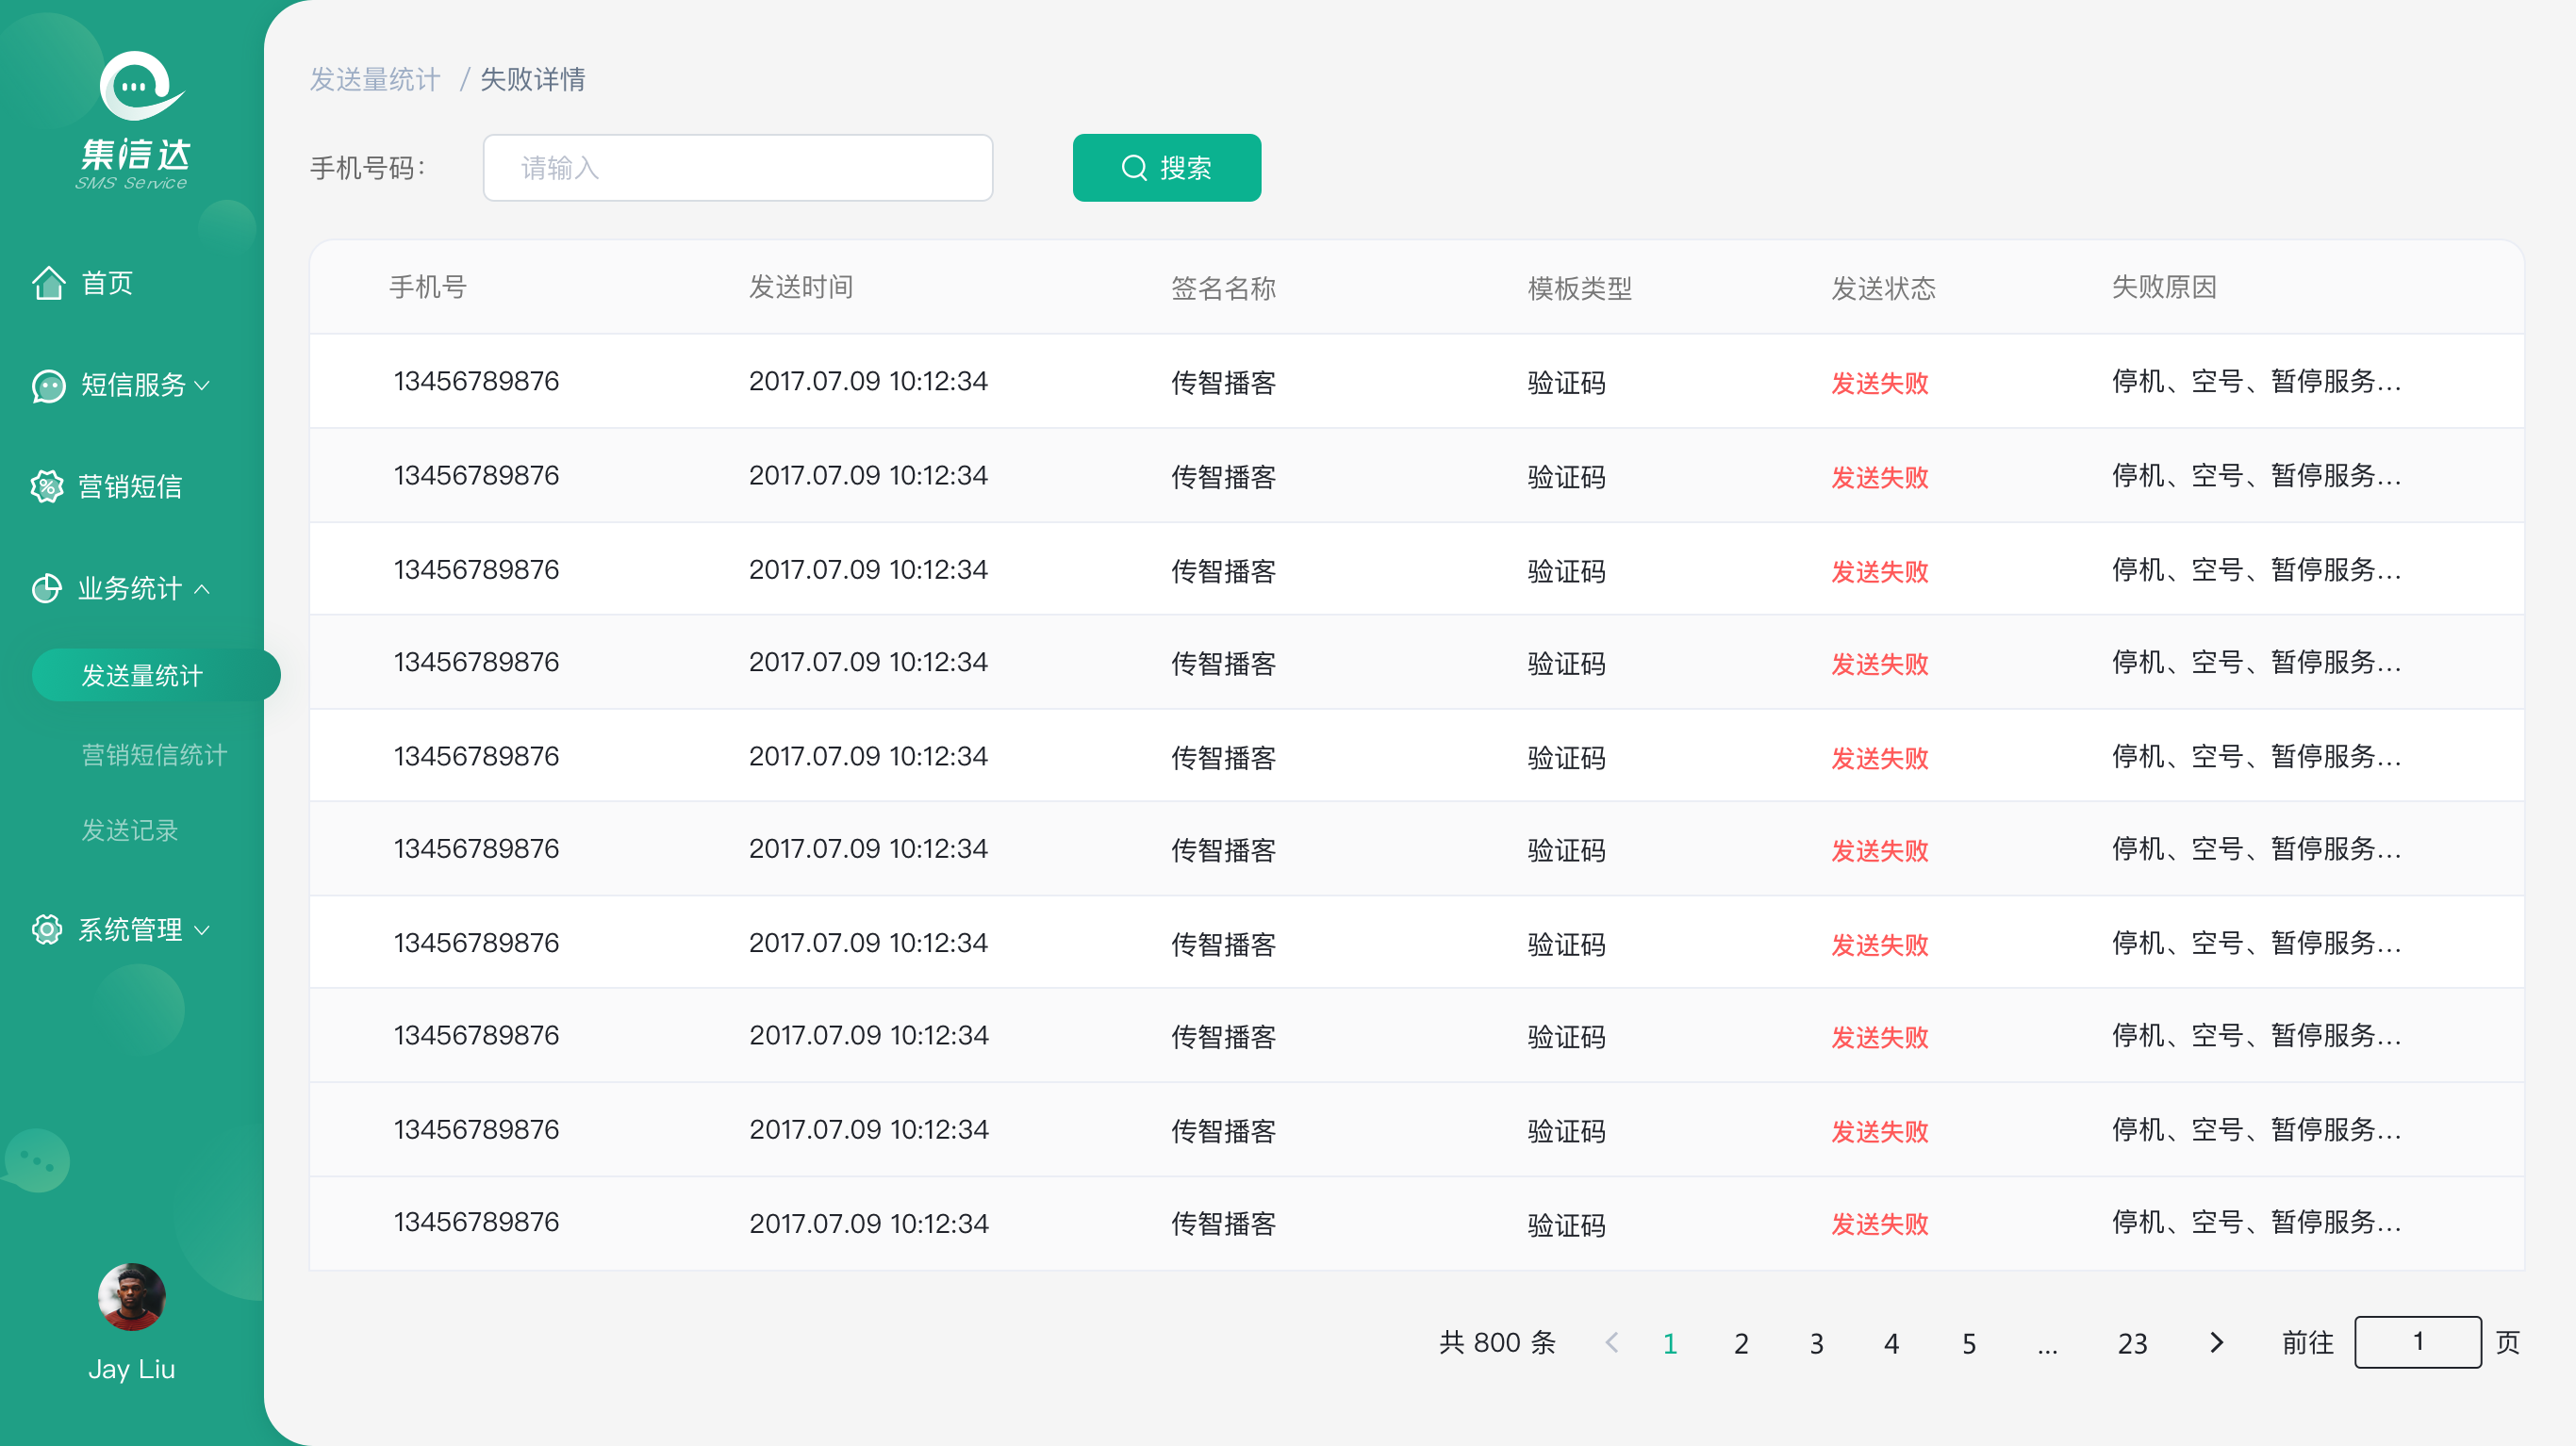 集信达
SMS Service
首页
短信服务
营销短信
业务统计
发送量统计
营销短信统计
发送记录
系统管理
Jay Liu
发送量统计 / 失败详情
手机号码： 请输入 搜索
手机号 发送时间 签名名称 模板类型 发送状态 失败原因
13456789876 2017.07.09 10:12:34 传智播客 验证码 发送失败 停机、空号、暂停服务...
13456789876 2017.07.09 10:12:34 传智播客 验证码 发送失败 停机、空号、暂停服务...
13456789876 2017.07.09 10:12:34 传智播客 验证码 发送失败 停机、空号、暂停服务...
13456789876 2017.07.09 10:12:34 传智播客 验证码 发送失败 停机、空号、暂停服务...
13456789876 2017.07.09 10:12:34 传智播客 验证码 发送失败 停机、空号、暂停服务...
13456789876 2017.07.09 10:12:34 传智播客 验证码 发送失败 停机、空号、暂停服务...
13456789876 2017.07.09 10:12:34 传智播客 验证码 发送失败 停机、空号、暂停服务...
13456789876 2017.07.09 10:12:34 传智播客 验证码 发送失败 停机、空号、暂停服务...
13456789876 2017.07.09 10:12:34 传智播客 验证码 发送失败 停机、空号、暂停服务...
13456789876 2017.07.09 10:12:34 传智播客 验证码 发送失败 停机、空号、暂停服务...
共 800 条 1 2 3 4 5 ... 23 前往 1 页